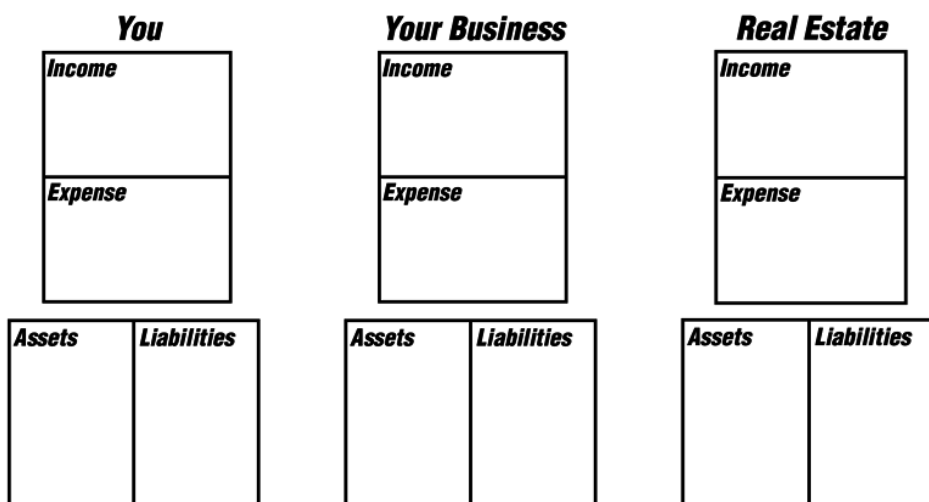 You Your Business Real Estate
Income Income Income
Expense Expense Expense
Assets Liabilities Assets Liabilities Assets Liabilities